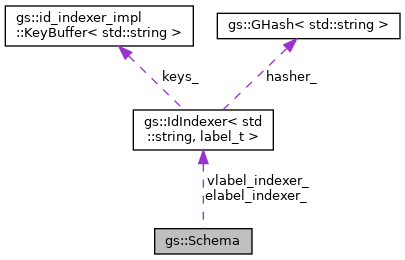 gs::id_indexer_impl
::KeyBuffer< std::string >
gs::GHash< std::string >
keys_
hasher_
gs::IdIndexer< std
::string, label_t >
vlabel_indexer_
elabel_indexer_
gs::Schema